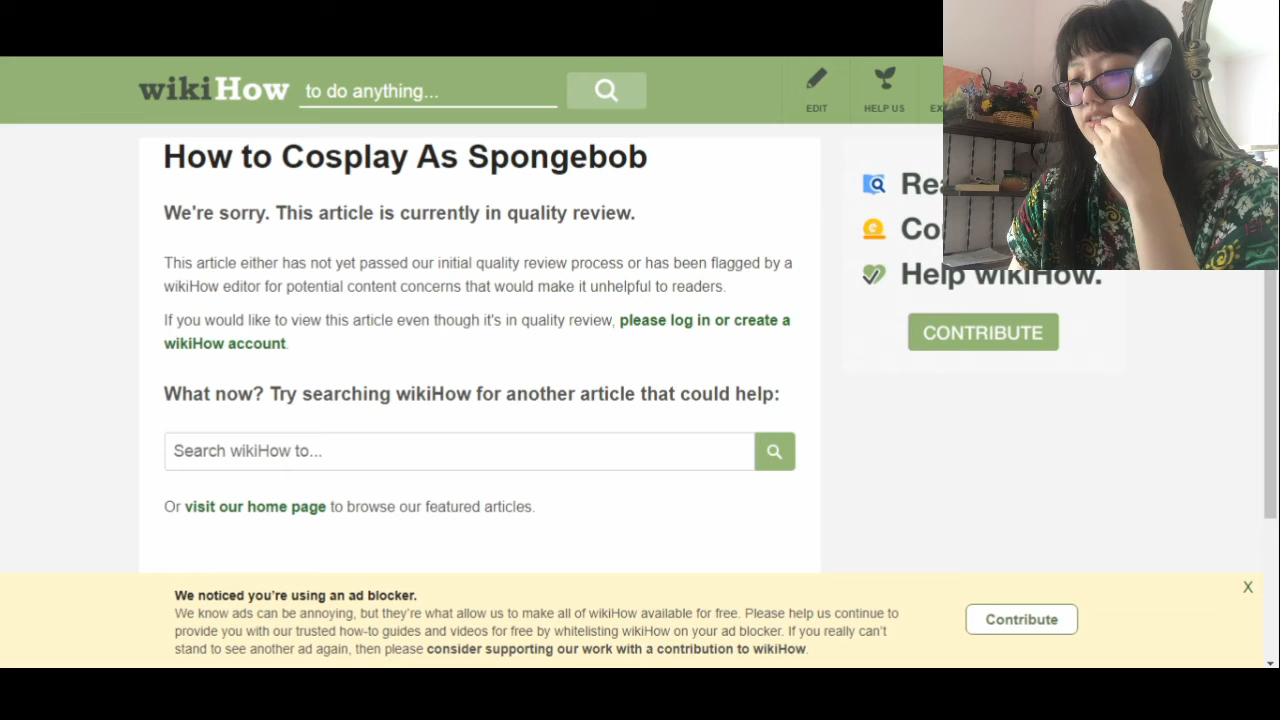 wikiHow to do anything...
EDIT
HELP US
How to Cosplay As Spongebob
We're sorry. This article is currently in quality review.
This article either has not yet passed our initial quality review process or has been flagged by a
wikiHow editor for potential content concerns that would make it unhelpful to readers.
If you would like to view this article even though it's in quality review, please log in or create a
wikiHow account.
What now? Try searching wikiHow for another article that could help:
Search wikiHow to...
Or visit our home page to browse our featured articles.
Help wikiHow.
CONTRIBUTE
We noticed you're using an ad blocker.
We know ads can be annoying, but they're what allow us to make all of wikiHow available for free. Please help us continue to
provide you with our trusted how-to guides and videos for free by whitelisting wikiHow on your ad blocker. If you really can't
stand to see another ad again, then please consider supporting our work with a contribution to wikiHow.
Contribute
X